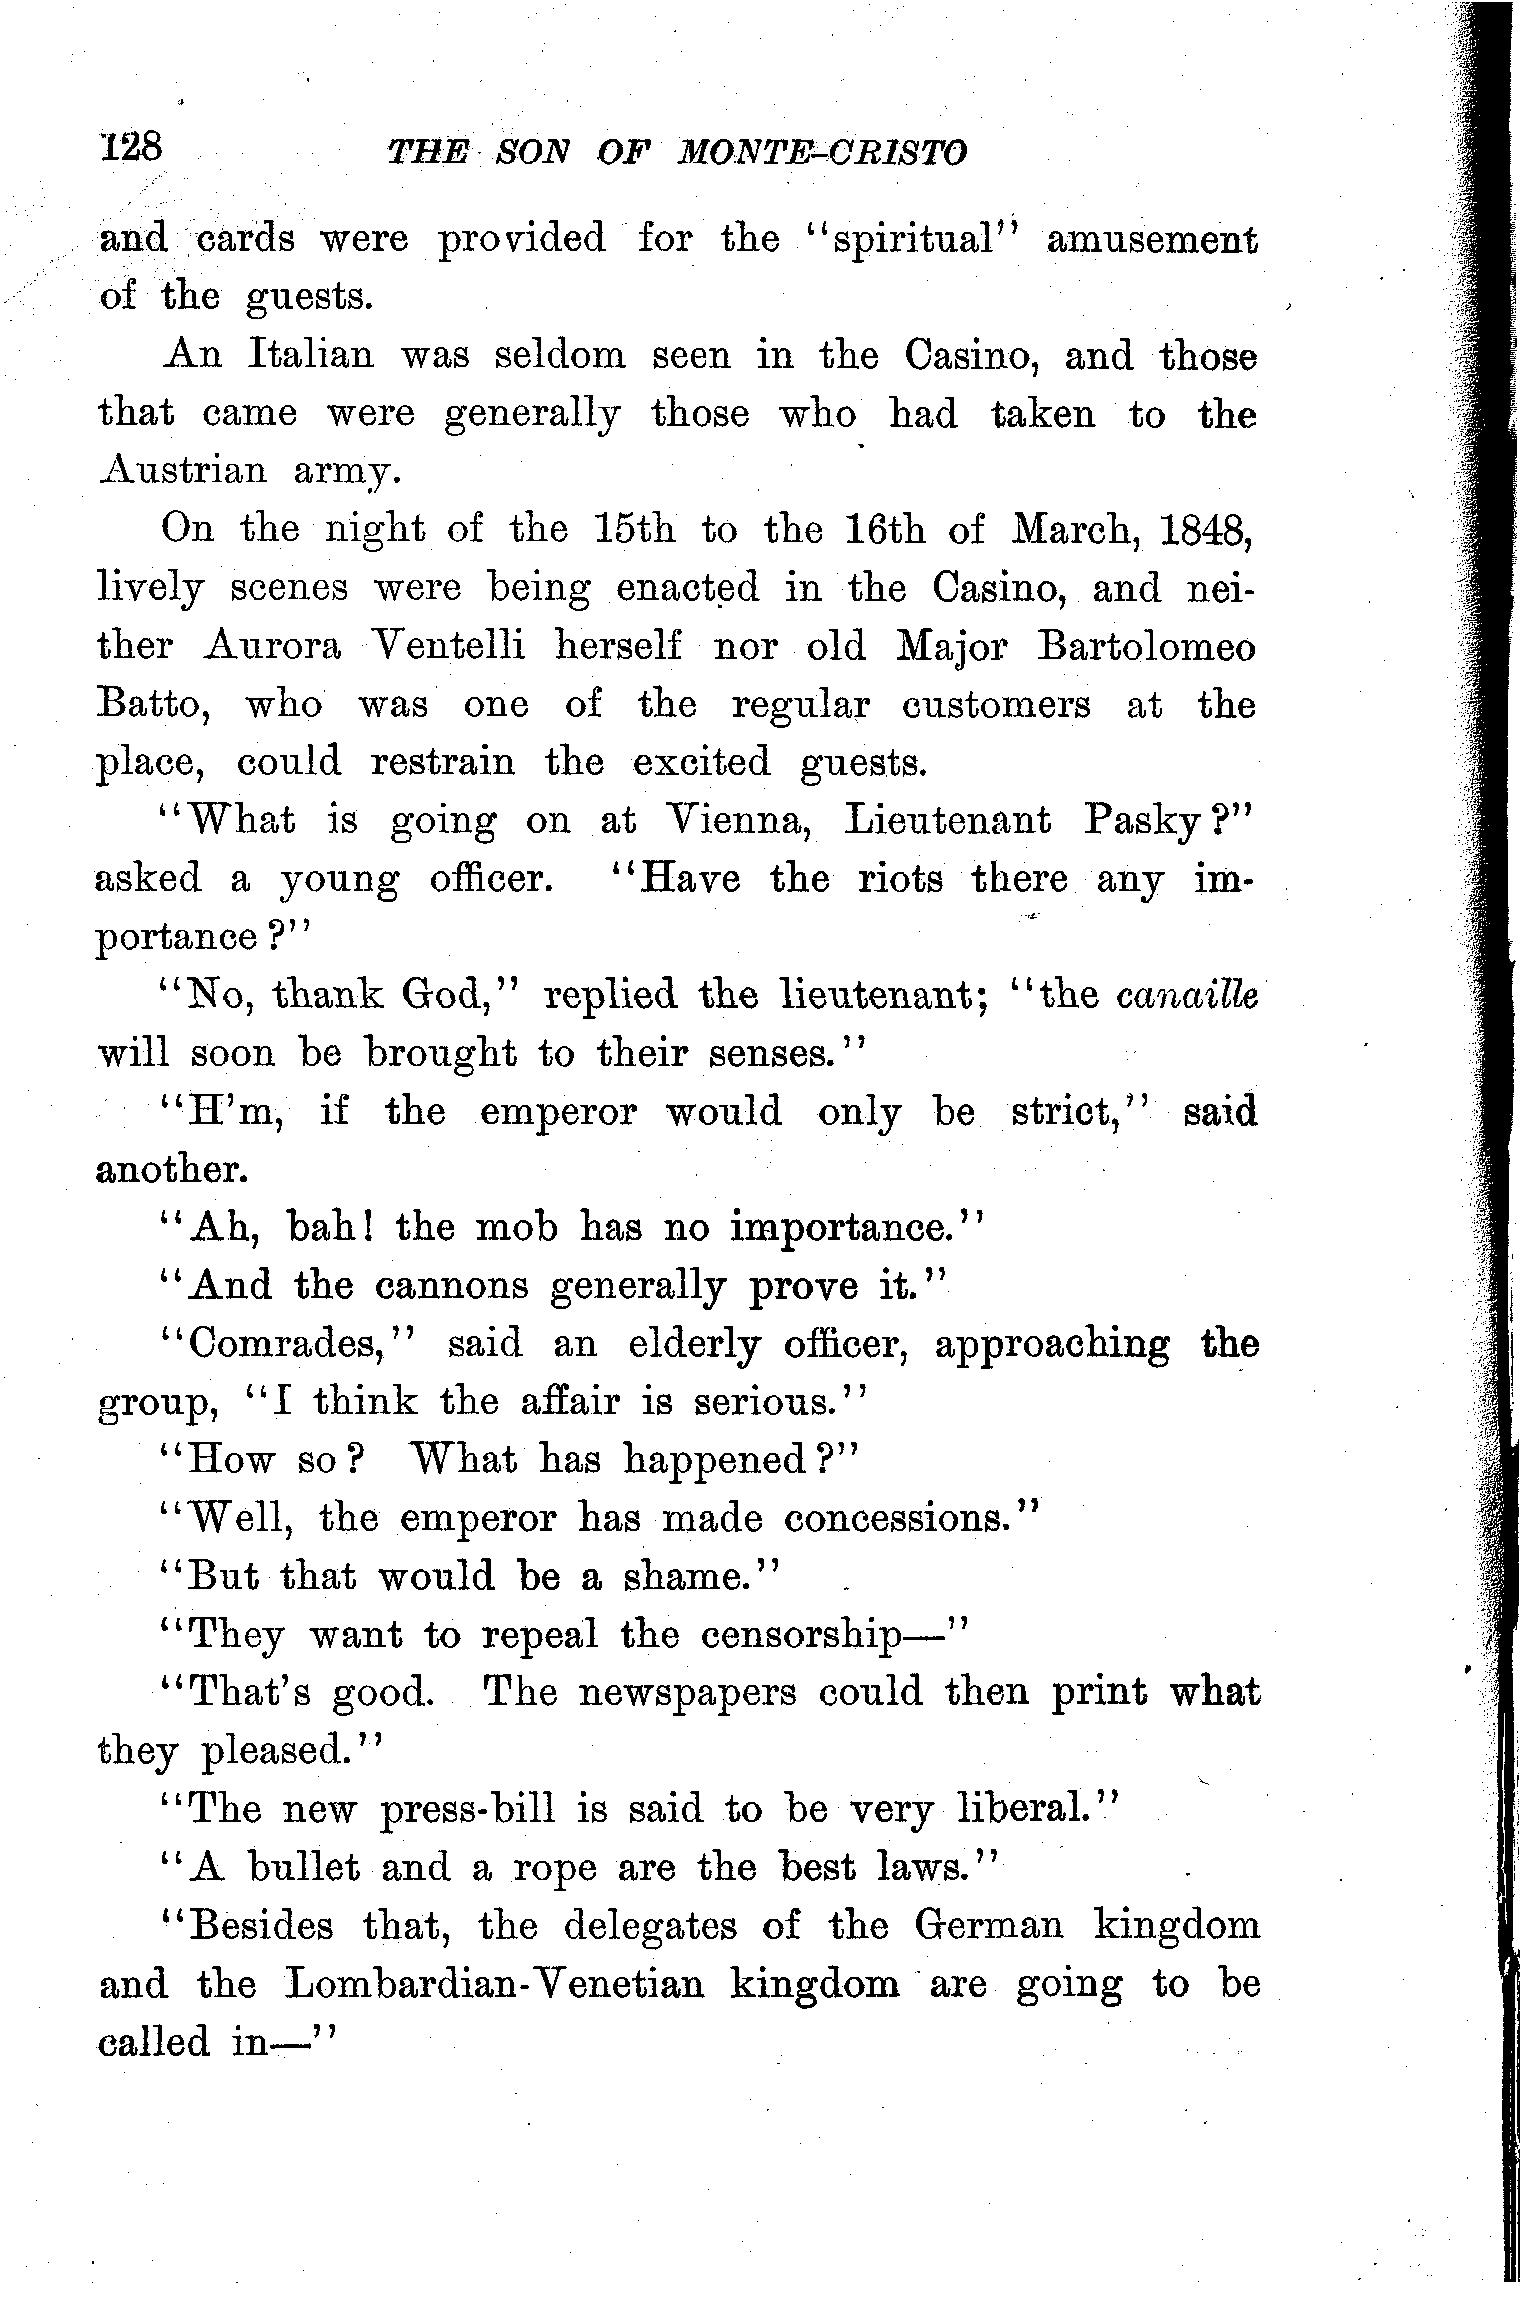 128 THE SON OF MONTE-CRISTO
and cards were provided for the "spiritual" amusement
of the guests.
An Italian was seldom seen in the Casino, and those
that came were generally those who had taken to the
Austrian army.
On the night of the 15th to the 16th of March, 1848,
lively scenes were being enacted in the Casino, and nei-
ther Aurora Ventelli herself nor old Major Bartolomeo
Batto, who was one of the regular customers at the
place, could restrain the excited guests.
"What is going on at Vienna, Lieutenant Pasky?"
asked a young officer. "Have the riots there any im-
portance?"
"No, thank God," replied the lieutenant; "the canaille
will soon be brought to their senses."
"H'm, if the emperor would only be strict," said
another.
"Ah, bah! the mob has no importance."
"And the cannons generally prove it."
"Comrades," said an elderly officer, approaching the
group, "I think the affair is serious."
"How so? What has happened?"
"Well, the emperor has made concessions."
"But that would be a shame."
"They want to repeal the censorship—"
"That's good. The newspapers could then print what
they pleased."
"The new press-bill is said to be very liberal."
"A bullet and a rope are the best laws."
"Besides that, the delegates of the German kingdom
and the Lombardian-Venetian kingdom are going to be
called in—"